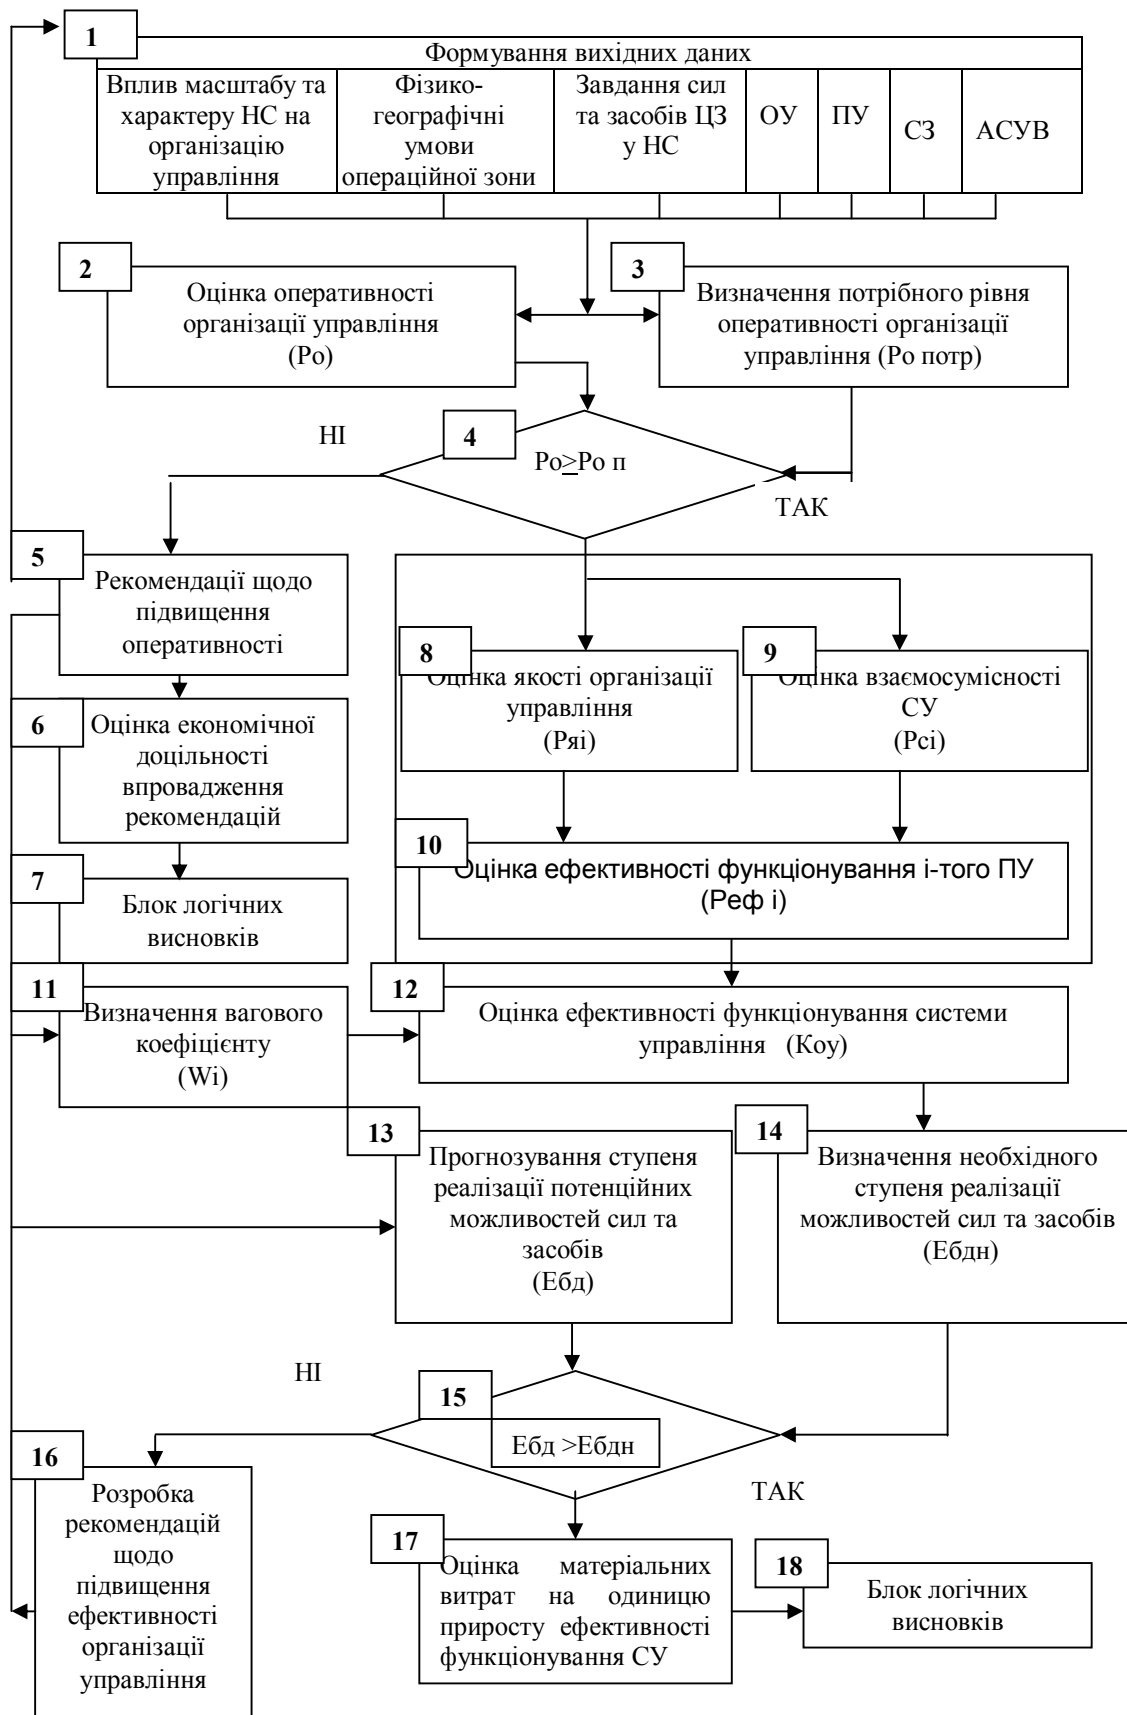 1
Формування вихідних даних
Вплив масштабу та
характеру НС на
організацію
управління
Фізико-
географічні
умови
операційної зони
Завдання сил
та засобів ЦЗ
у НС
ОУ
ПУ
СЗ
АСУВ
2
Оцінка оперативності
організації управління
(Ро)
3
Визначення потрібного рівня
оперативності організації
управління (Ро потр)
4
НІ
Ро≥Ро п
ТАК
5
Рекомендації щодо
підвищення
оперативності
8
Оцінка якості організації
управління
(Ряі)
9
Оцінка взаємосумісності
СУ
(Рсі)
6
Оцінка економічної
доцільності
впровадження
рекомендацій
10
Оцінка ефективності функціонування і-того ПУ
(Реф і)
7
Блок логічних
висновків
11
Визначення вагового
коефіцієнту
(Wі)
12
Оцінка ефективності функціонування системи
управління (Коу)
13
Прогнозування ступеня
реалізації потенційних
можливостей сил та
засобів
(Ебд)
14
Визначення необхідного
ступеня реалізації
можливостей сил та засобів
(Ебдн)
НІ
15
Ебд >Ебдн
ТАК
16
Розробка
рекомендацій
щодо
підвищення
ефективності
організації
управління
17
Оцінка матеріальних
витрат на одиницю
приросту ефективності
функціонування СУ
18
Блок логічних
висновків